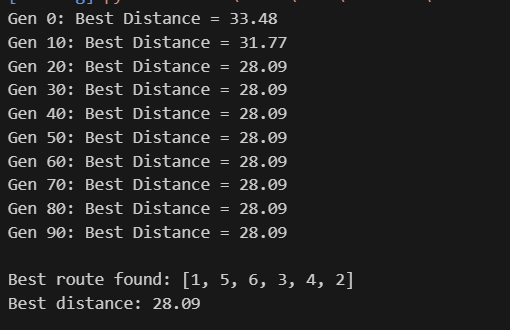 Gen 0: Best Distance = 33.48
Gen 10: Best Distance = 31.77
Gen 20: Best Distance = 28.09
Gen 30: Best Distance = 28.09
Gen 40: Best Distance = 28.09
Gen 50: Best Distance = 28.09
Gen 60: Best Distance = 28.09
Gen 70: Best Distance = 28.09
Gen 80: Best Distance = 28.09
Gen 90: Best Distance = 28.09
Best route found: [1, 5, 6, 3, 4, 2]
Best distance: 28.09